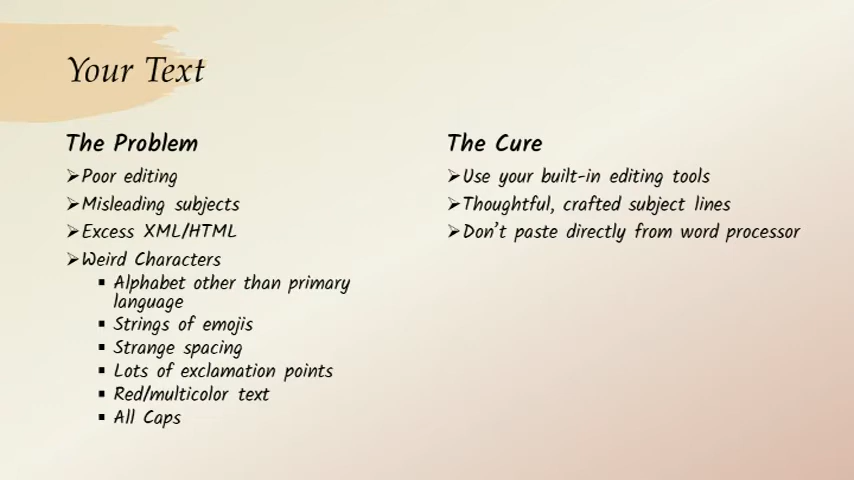 Your Text
The Problem
➢Poor editing
➢Misleading subjects
➢Excess XML/HTML
➢Weird Characters
▪ Alphabet other than primary
language
▪ Strings of emojis
▪ Strange spacing
▪ Lots of exclamation points
▪ Red/multicolor text
▪ All Caps
The Cure
➢Use your built-in editing tools
➢Thoughtful, crafted subject lines
➢Don’t paste directly from word processor